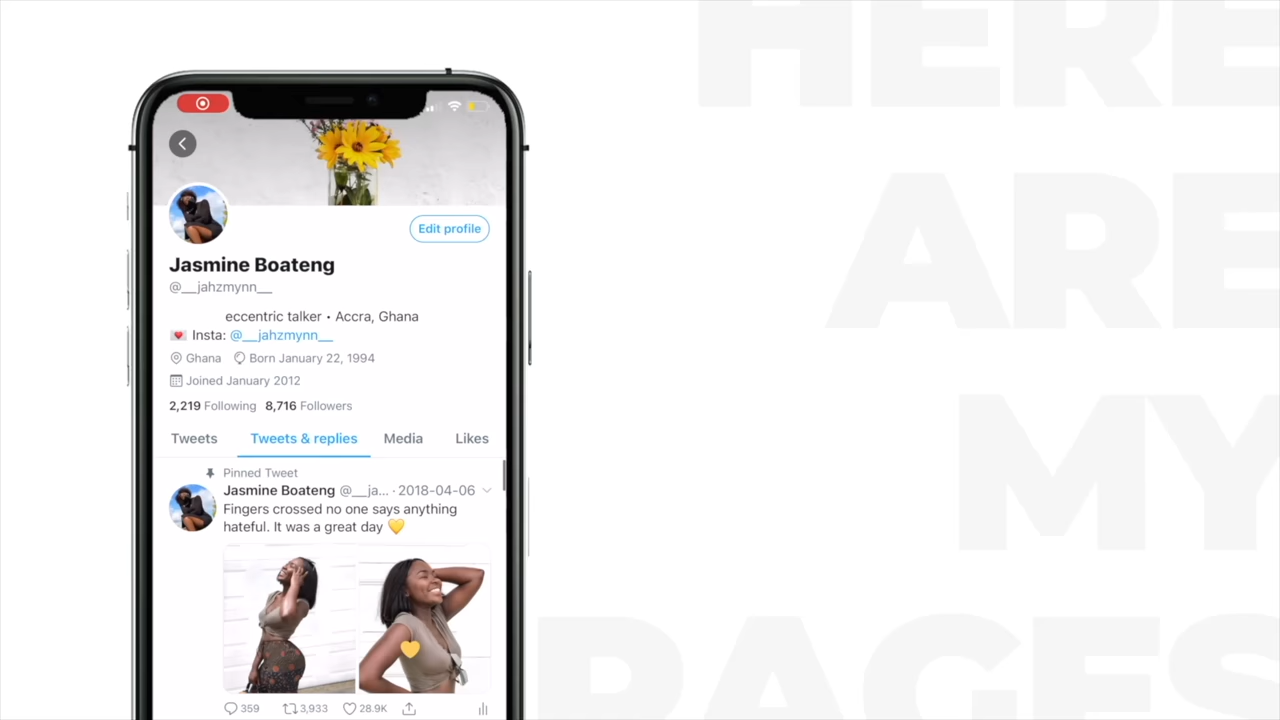 HERE
ARE
MY
PAGES
Edit profile
Jasmine Boateng
@__jahzmynn__
eccentric talker • Accra, Ghana
💌 Insta: @__jahzmynn__
Ghana Born January 22, 1994
Joined January 2012
2,219 Following 8,716 Followers
Tweets Tweets & replies Media Likes
Pinned Tweet
Jasmine Boateng @__ja... · 2018-04-06
Fingers crossed no one says anything
hateful. It was a great day 💛
359 3,933 28.9K